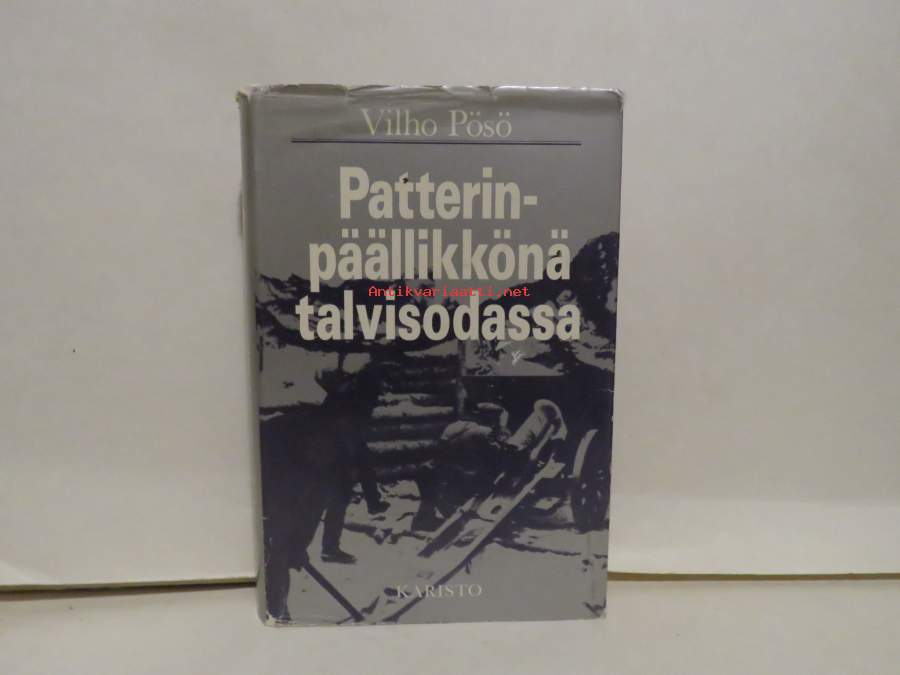 Vilho Pösö
Patterin-
päällikkönä
Antikvariaatti.net
talvisodassa
KARISTO